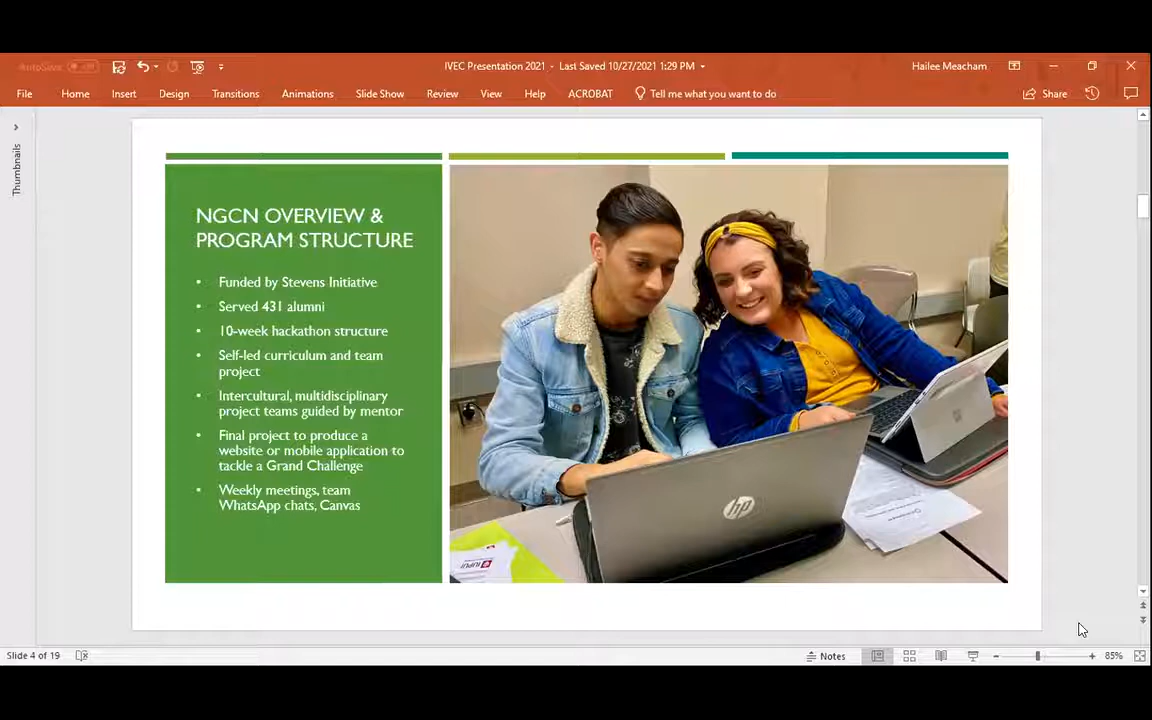 AutoSave
IVEC Presentation 2021 - Last Saved 10/27/2021 1:29 PM
Hailee Meacham
File Home Insert Design Transitions Animations Slide Show Review View Help ACROBAT Tell me what you want to do Share
Thumbnails
NGCN OVERVIEW &
PROGRAM STRUCTURE
• Funded by Stevens Initiative
• Served 431 alumni
• 10-week hackathon structure
• Self-led curriculum and team
project
• Intercultural, multidisciplinary
project teams guided by mentor
• Final project to produce a
website or mobile application to
tackle a Grand Challenge
• Weekly meetings, team
WhatsApp chats, Canvas
hp
IUPUI
Slide 4 of 19
Notes
85%